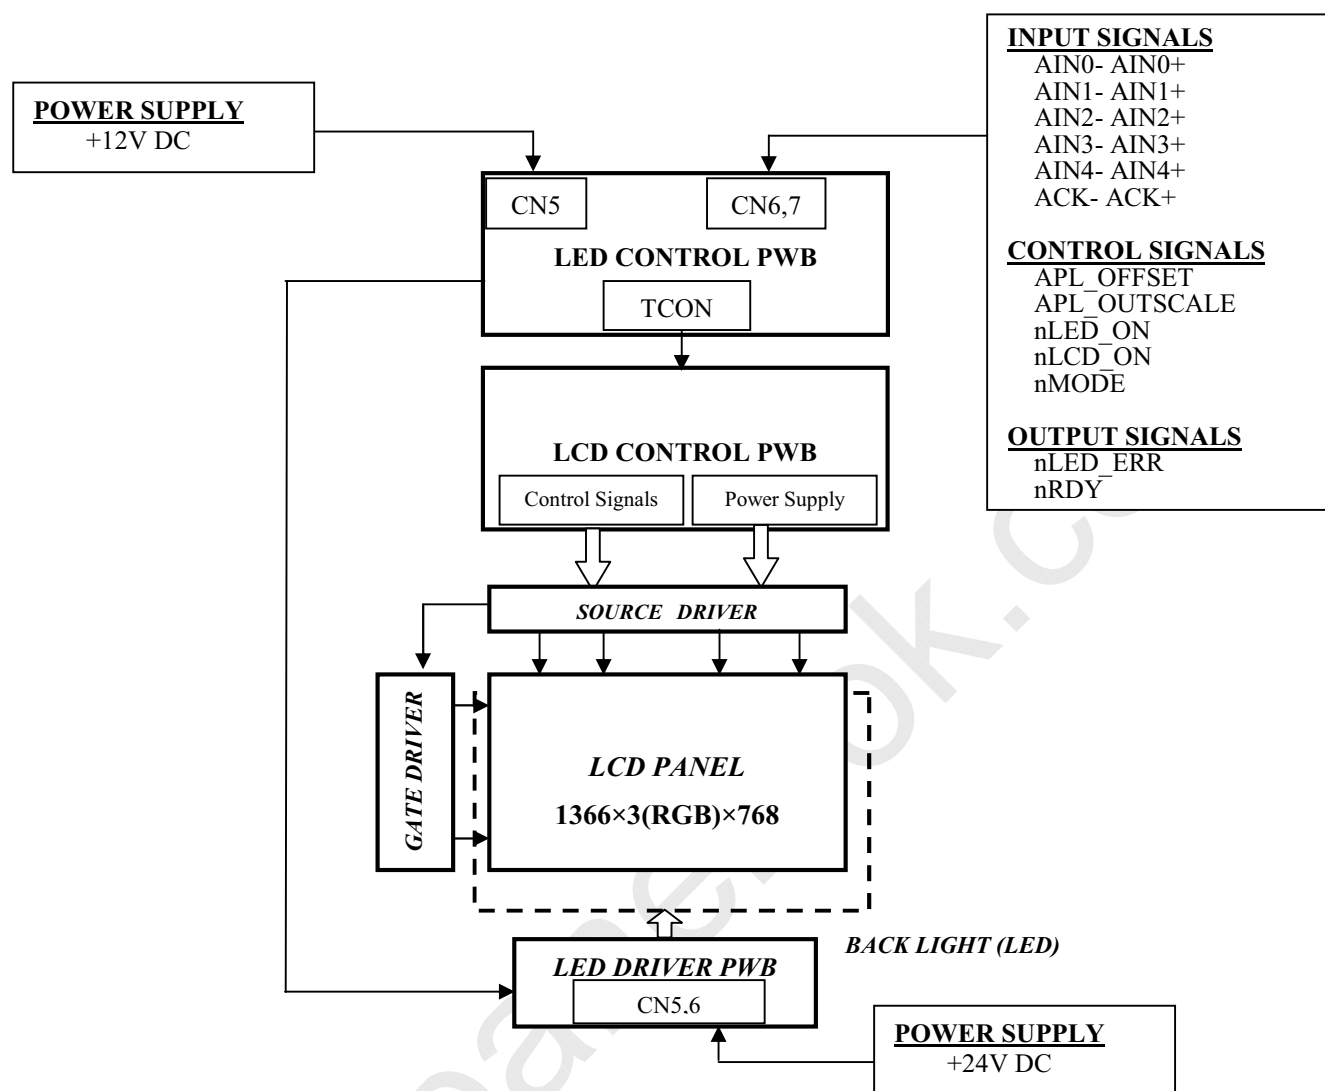 POWER SUPPLY
+12V DC
INPUT SIGNALS
AIN0- AIN0+
AIN1- AIN1+
AIN2- AIN2+
AIN3- AIN3+
AIN4- AIN4+
ACK- ACK+
CONTROL SIGNALS
APL_OFFSET
APL_OUTSCALE
nLED_ON
nLCD_ON
nMODE
OUTPUT SIGNALS
nLED_ERR
nRDY
CN5
CN6,7
LED CONTROL PWB
TCON
LCD CONTROL PWB
Control Signals
Power Supply
SOURCE DRIVER
GATE DRIVER
LCD PANEL
1366×3(RGB)×768
BACK LIGHT (LED)
LED DRIVER PWB
CN5,6
POWER SUPPLY
+24V DC